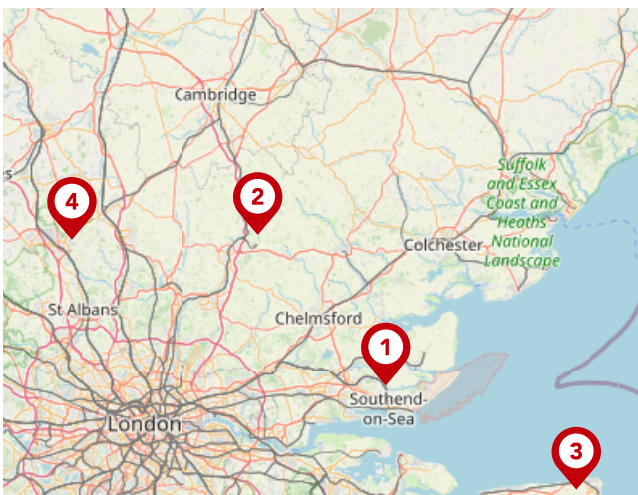 Cambridge
s
4
2
Suffolk
and Essex
Coast and
Heaths
National
Landscape
Colchester
St Albans
Chelmsford
1
Southend-
on-Sea
London
3